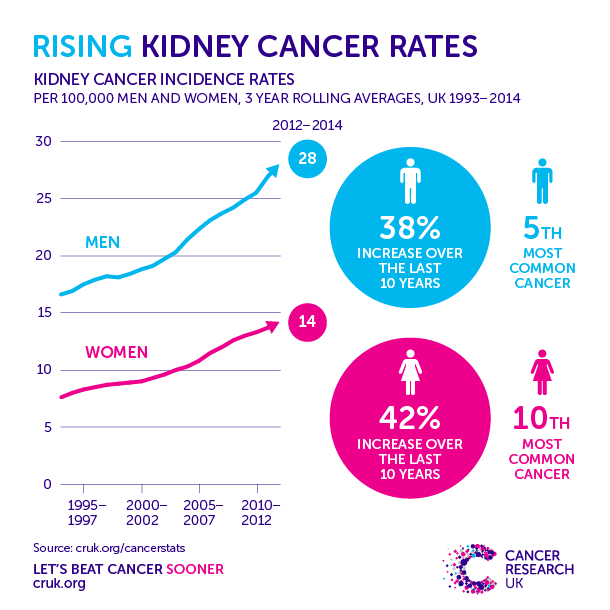 RISING KIDNEY CANCER RATES
KIDNEY CANCER INCIDENCE RATES
PER 100,000 MEN AND WOMEN, 3 YEAR ROLLING AVERAGES, UK 1993–2014
2012–2014
30
28
25
MEN
20
15
14
WOMEN
10
5
0
1995–
1997
2000–
2002
2005–
2007
2010–
2012
38%
INCREASE OVER
THE LAST
10 YEARS
5TH
MOST
COMMON
CANCER
42%
INCREASE OVER
THE LAST
10 YEARS
10TH
MOST
COMMON
CANCER
Source: cruk.org/cancerstats
LET'S BEAT CANCER SOONER
cruk.org
CANCER
RESEARCH
UK